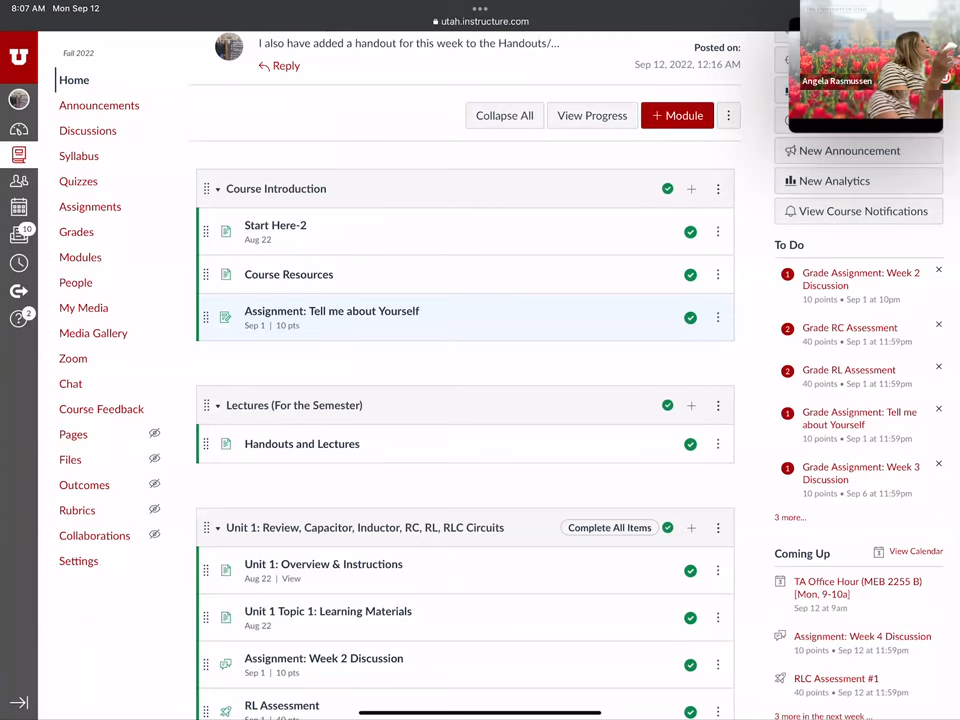 8:07 AM Mon Sep 12
utah.instructure.com
Angela Rasmussen
U
10
2
Fall 2022
Home
Announcements
Discussions
Syllabus
Quizzes
Assignments
Grades
Modules
People
My Media
Media Gallery
Zoom
Chat
Course Feedback
Pages
Files
Outcomes
Rubrics
Collaborations
Settings
I also have added a handout for this week to the Handouts/...
Reply
Posted on:
Sep 12, 2022, 12:16 AM
Collapse All
View Progress
+ Module
Course Introduction
Start Here-2
Aug 22
Course Resources
Assignment: Tell me about Yourself
Sep 1 | 10 pts
Lectures (For the Semester)
Handouts and Lectures
Unit 1: Review, Capacitor, Inductor, RC, RL, RLC Circuits
Complete All Items
Unit 1: Overview & Instructions
Aug 22 | View
Unit 1 Topic 1: Learning Materials
Aug 22
Assignment: Week 2 Discussion
Sep 1 | 10 pts
RL Assessment
Sep 1 | 40 pts
New Announcement
New Analytics
View Course Notifications
To Do
1 Grade Assignment: Week 2
Discussion
10 points • Sep 1 at 10pm
2 Grade RC Assessment
40 points • Sep 1 at 11:59pm
2 Grade RL Assessment
40 points • Sep 1 at 11:59pm
1 Grade Assignment: Tell me
about Yourself
10 points • Sep 1 at 11:59pm
1 Grade Assignment: Week 3
Discussion
10 points • Sep 6 at 11:59pm
3 more...
Coming Up
View Calendar
TA Office Hour (MEB 2255 B)
[Mon, 9-10a]
Sep 12 at 9am
Assignment: Week 4 Discussion
10 points • Sep 12 at 11:59pm
RLC Assessment #1
40 points • Sep 12 at 11:59pm
3 more in the next week ...